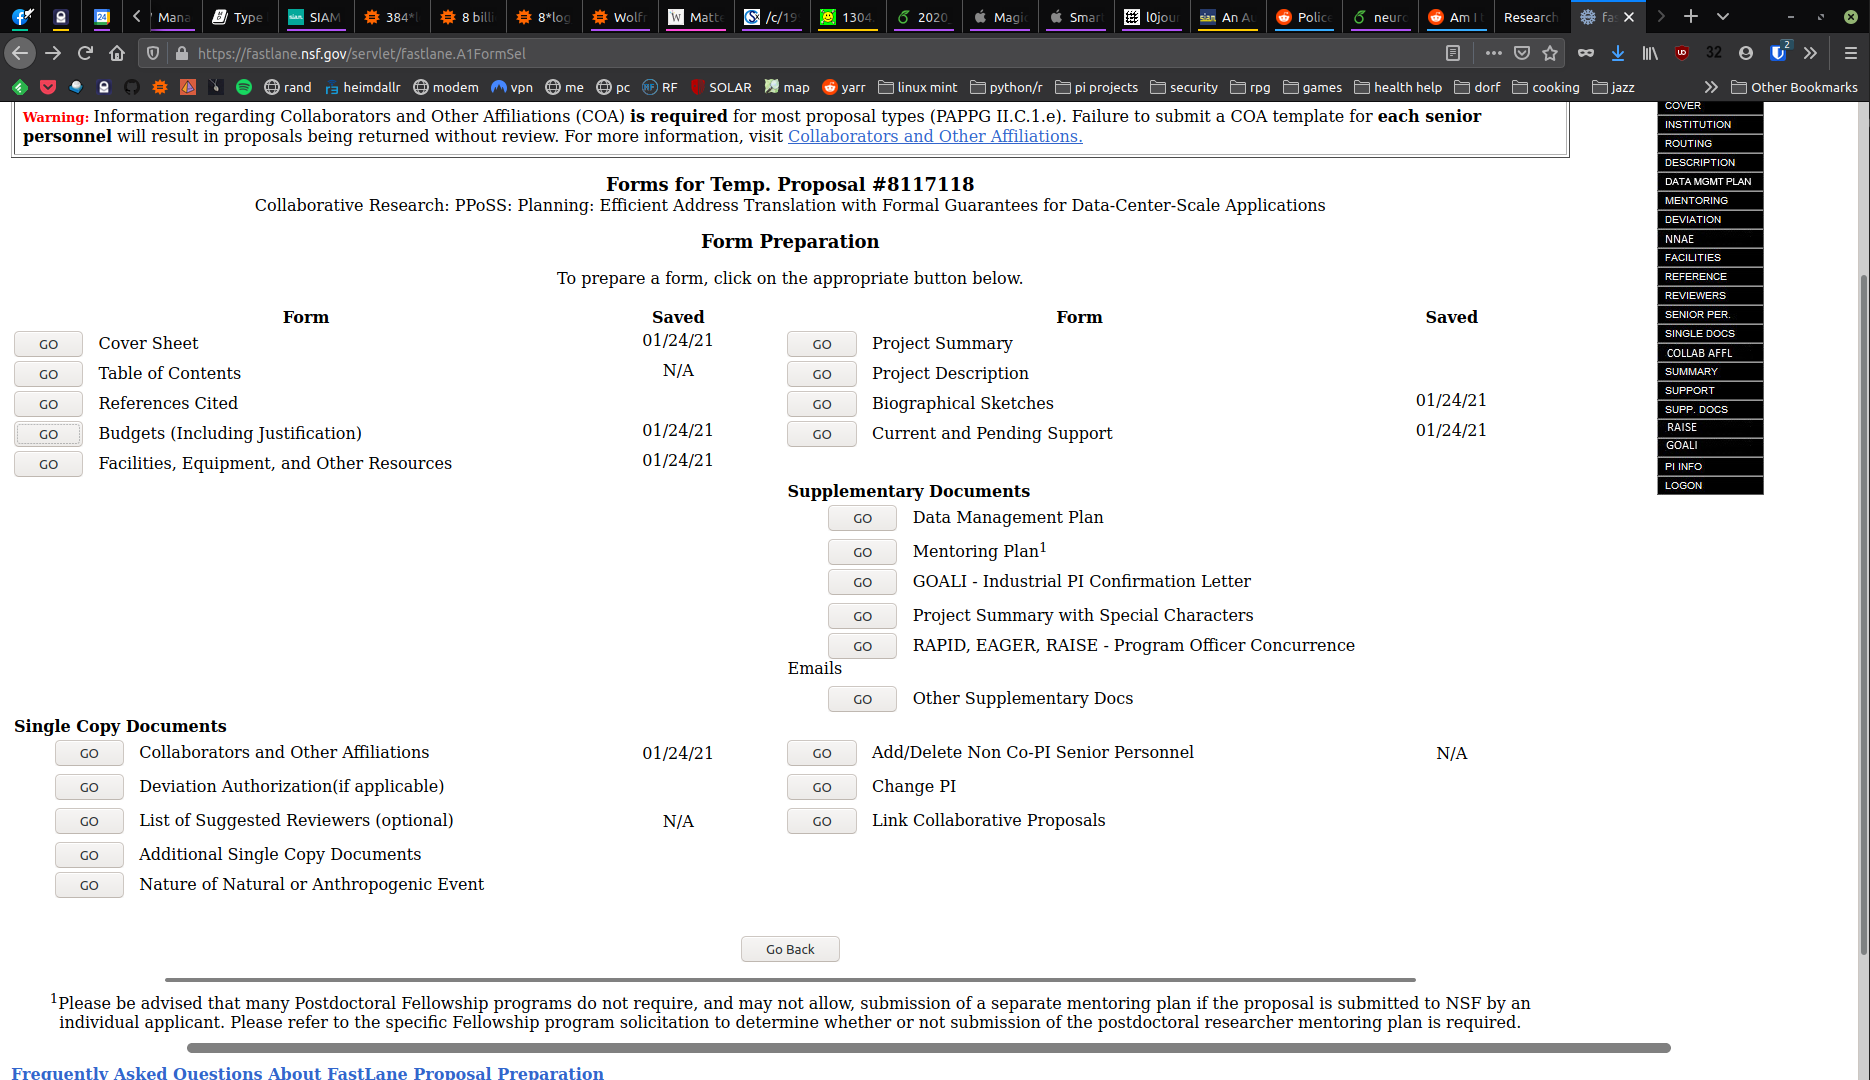 Mana
Type
SIAM
384*
8 billi
8*log
Wolfr
Matte
/c/19
1304.
2020_
Magic
Smart
l0jour
An Au
Police
neuro
Am I
Research
fas
https://fastlane.nsf.gov/servlet/fastlane.A1FormSel
32
2
rand
heimdallr
modem
vpn
me
pc
RF
SOLAR
map
yarr
linux mint
python/r
pi projects
security
rpg
games
health help
dorf
cooking
jazz
Other Bookmarks
Warning: Information regarding Collaborators and Other Affiliations (COA) is required for most proposal types (PAPPG II.C.1.e). Failure to submit a COA template for each senior
personnel will result in proposals being returned without review. For more information, visit Collaborators and Other Affiliations.
Forms for Temp. Proposal #8117118
Collaborative Research: PPoSS: Planning: Efficient Address Translation with Formal Guarantees for Data-Center-Scale Applications
Form Preparation
To prepare a form, click on the appropriate button below.
Form Saved
GO Cover Sheet 01/24/21
GO Table of Contents N/A
GO References Cited
GO Budgets (Including Justification) 01/24/21
GO Facilities, Equipment, and Other Resources 01/24/21
Form Saved
GO Project Summary
GO Project Description
GO Biographical Sketches 01/24/21
GO Current and Pending Support 01/24/21
Supplementary Documents
GO Data Management Plan
GO Mentoring Plan1
GO GOALI - Industrial PI Confirmation Letter
GO Project Summary with Special Characters
GO RAPID, EAGER, RAISE - Program Officer Concurrence
Emails
GO Other Supplementary Docs
Single Copy Documents
GO Collaborators and Other Affiliations 01/24/21
GO Deviation Authorization(if applicable)
GO List of Suggested Reviewers (optional) N/A
GO Additional Single Copy Documents
GO Nature of Natural or Anthropogenic Event
GO Add/Delete Non Co-PI Senior Personnel N/A
GO Change PI
GO Link Collaborative Proposals
Go Back
1Please be advised that many Postdoctoral Fellowship programs do not require, and may not allow, submission of a separate mentoring plan if the proposal is submitted to NSF by an
individual applicant. Please refer to the specific Fellowship program solicitation to determine whether or not submission of the postdoctoral researcher mentoring plan is required.
Frequently Asked Questions About FastLane Proposal Preparation
COVER
INSTITUTION
ROUTING
DESCRIPTION
DATA MGMT PLAN
MENTORING
DEVIATION
NNAE
FACILITIES
REFERENCE
REVIEWERS
SENIOR PER.
SINGLE DOCS
COLLAB AFFL
SUMMARY
SUPPORT
SUPP. DOCS
RAISE
GOALI
PI INFO
LOGON